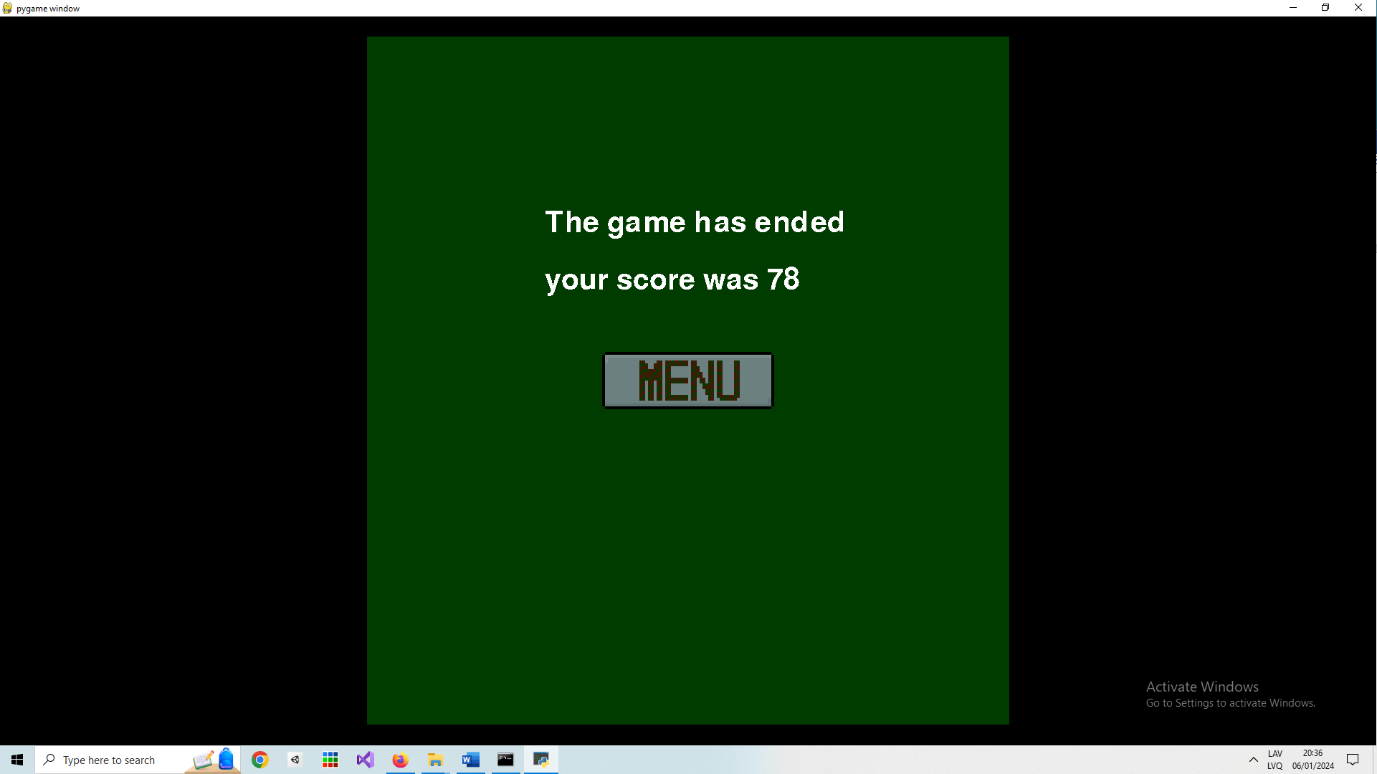 pygame window
The game has ended
your score was 78
MENU
Activate Windows
Go to Settings to activate Windows.
Type here to search
LAV
LVQ
20:36
06/01/2024